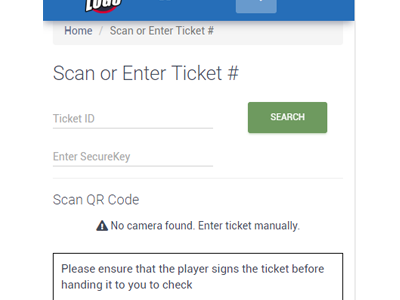 LOGO
Home / Scan or Enter Ticket #
Scan or Enter Ticket #
Ticket ID
SEARCH
Enter SecureKey
Scan QR Code
No camera found. Enter ticket manually.
Please ensure that the player signs the ticket before
handing it to you to check